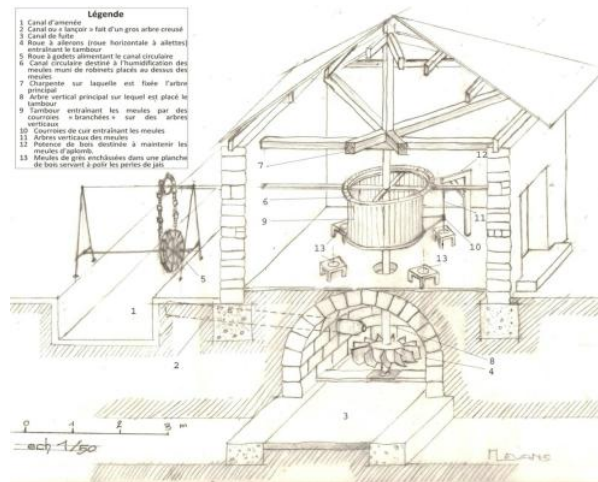 Légende
1 Canal d'amenée
2 Canal ou « lançoir » fait d'un gros arbre creusé
3 Canal de fuite
4 Roue à ailerons (roue horizontale à ailettes)
entraînant le tambour
5 Roue à godets alimentant le canal circulaire
6 Canal circulaire destiné à l'humidification des
meules muni de robinets placés au dessus des
meules
7 Charpente sur laquelle est fixée l'arbre
principal
8 Arbre vertical principal sur lequel est placé le
tambour
9 Tambour entraînant les meules par des
courroies « branchées » sur des arbres
verticaux
10 Courroies de cuir entraînant les meules
11 Arbres verticaux des meules
12 Potence de bois destinée à maintenir les
meules d'aplomb.
13 Meules de grès enchâssées dans une planche
de bois servant à polir les perles de jais
7
12
6
11
9
10
13
13
5
1
2
8
4
3
0 1 2 3 m
ech 1/50
M. EVANS